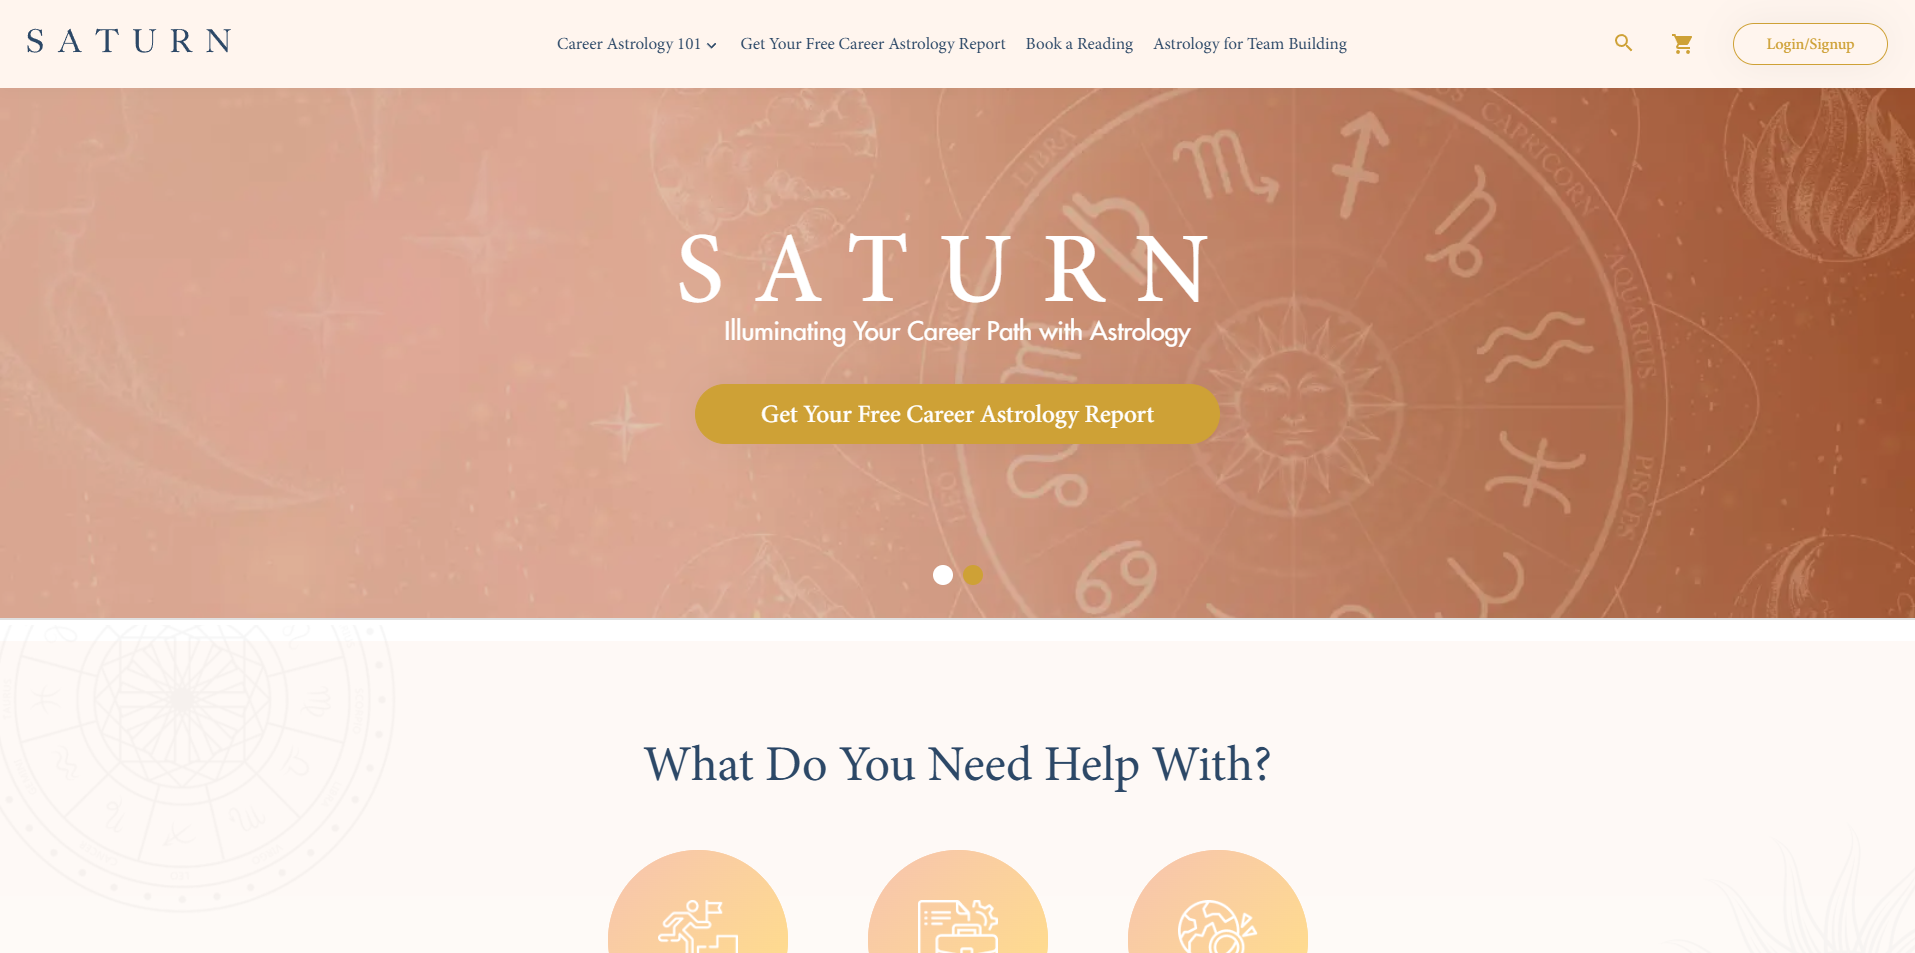 SATURN
Career Astrology 101
Get Your Free Career Astrology Report
Book a Reading
Astrology for Team Building
Login/Signup
LIBRA
CAPRICORN
AQUARIUS
PISCES
LEO
SATURN
Illuminating Your Career Path with Astrology
Get Your Free Career Astrology Report
What Do You Need Help With?